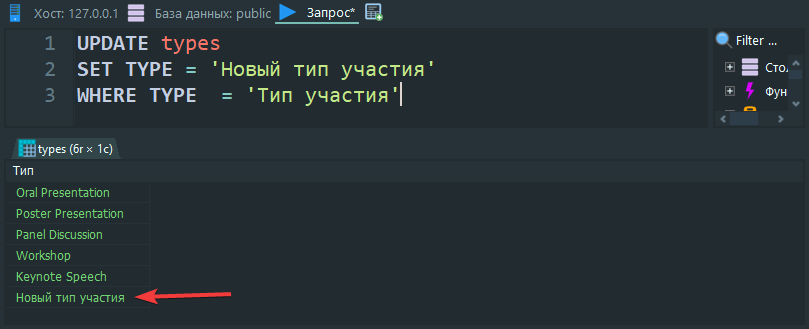 Хост: 127.0.0.1 База данных: public Запрос*
1 UPDATE types
2 SET TYPE = 'Новый тип участия'
3 WHERE TYPE  = 'Тип участия'
Filter ...
Сто
Фун
types (6r × 1c)
Тип
Oral Presentation
Poster Presentation
Panel Discussion
Workshop
Keynote Speech
Новый тип участия